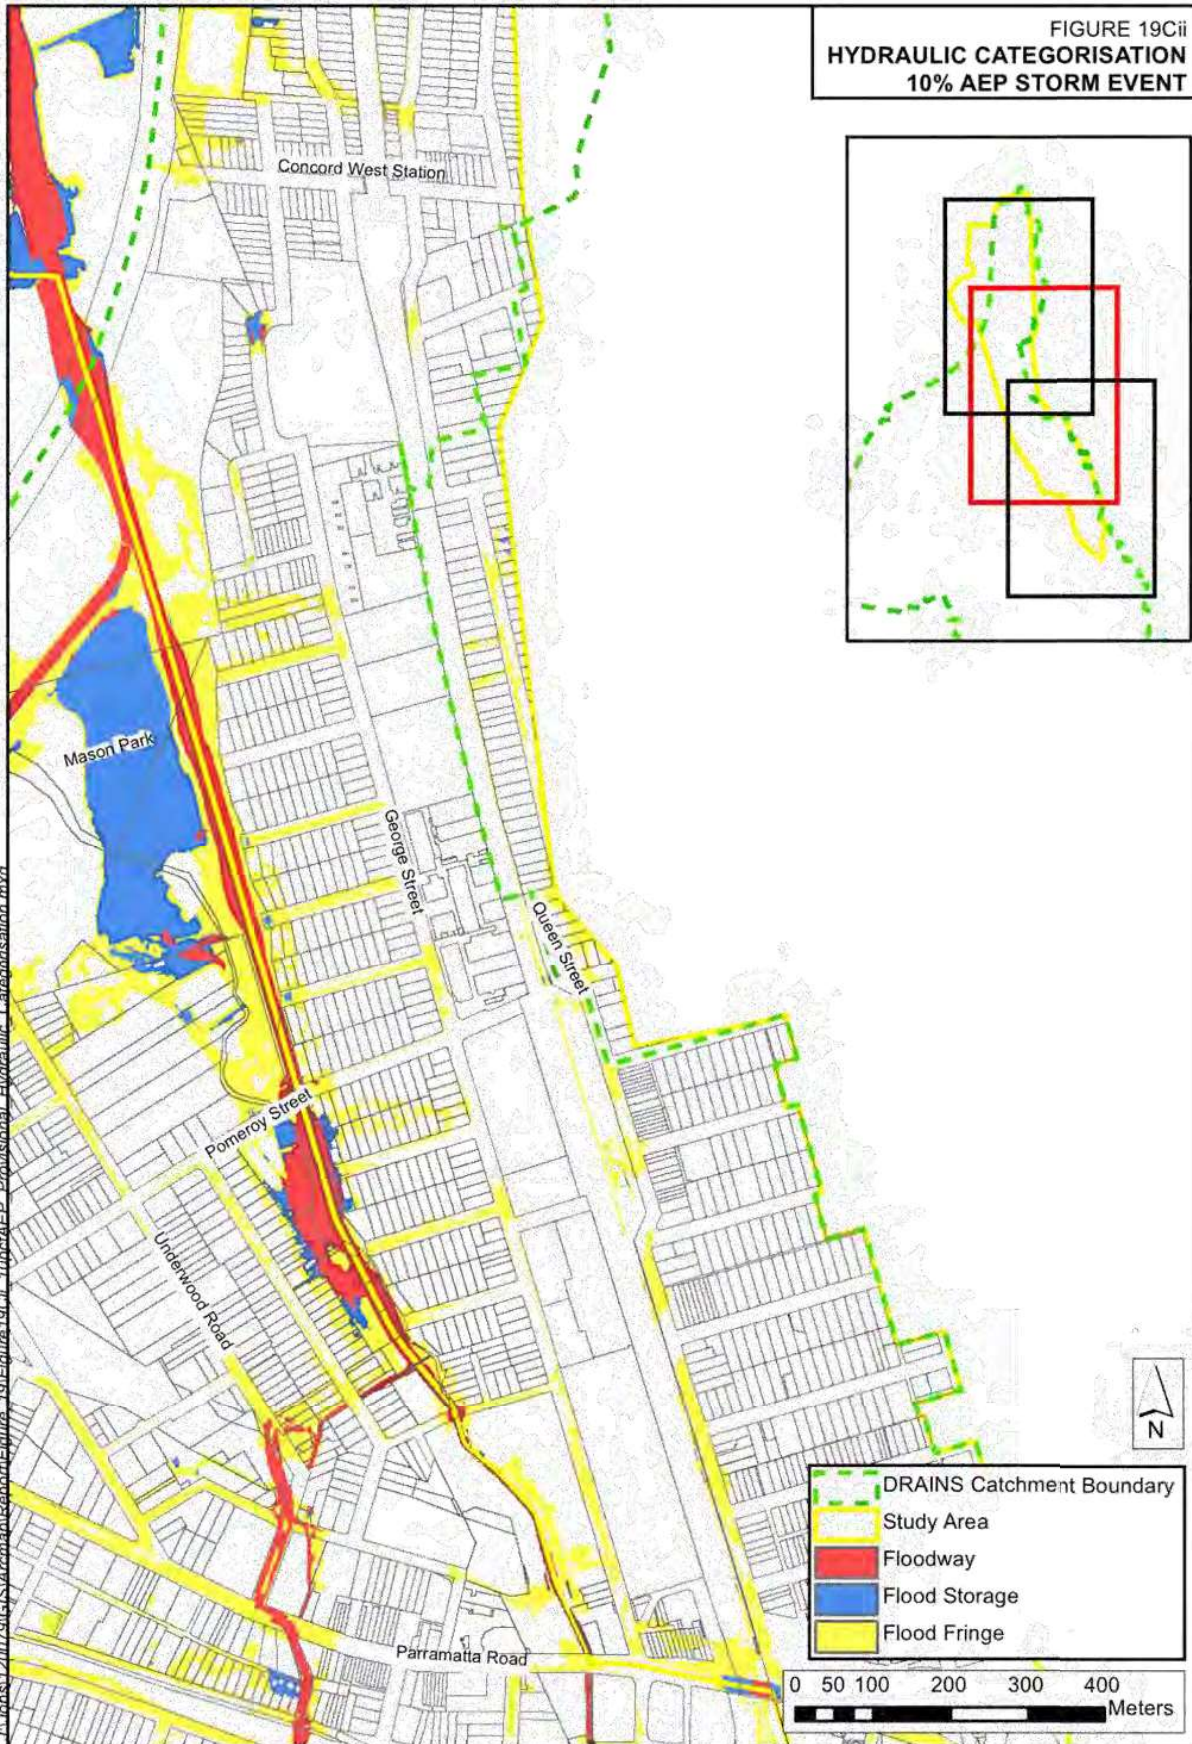 FIGURE 19Cii
HYDRAULIC CATEGORISATION
10% AEP STORM EVENT
Concord West Station
Mason Park
George Street
Queen Street
Pomeroy Street
Underwood Road
Parramatta Road
N
DRAINS Catchment Boundary
Study Area
Floodway
Flood Storage
Flood Fringe
0 50 100 200 300 400
Meters